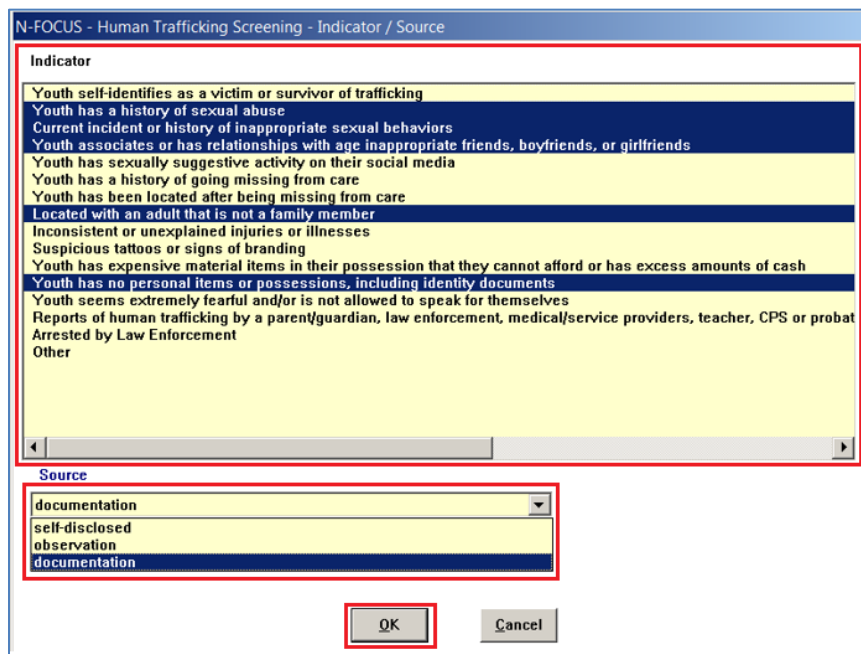 N-FOCUS - Human Trafficking Screening - Indicator / Source
Indicator
Youth self-identifies as a victim or survivor of trafficking
Youth has a history of sexual abuse
Current incident or history of inappropriate sexual behaviors
Youth associates or has relationships with age inappropriate friends, boyfriends, or girlfriends
Youth has sexually suggestive activity on their social media
Youth has a history of going missing from care
Youth has been located after being missing from care
Located with an adult that is not a family member
Inconsistent or unexplained injuries or illnesses
Suspicious tattoos or signs of branding
Youth has expensive material items in their possession that they cannot afford or has excess amounts of cash
Youth has no personal items or possessions, including identity documents
Youth seems extremely fearful and/or is not allowed to speak for themselves
Reports of human trafficking by a parent/guardian, law enforcement, medical/service providers, teacher, CPS or probat
Arrested by Law Enforcement
Other
Source
documentation
self-disclosed
observation
documentation
OK Cancel